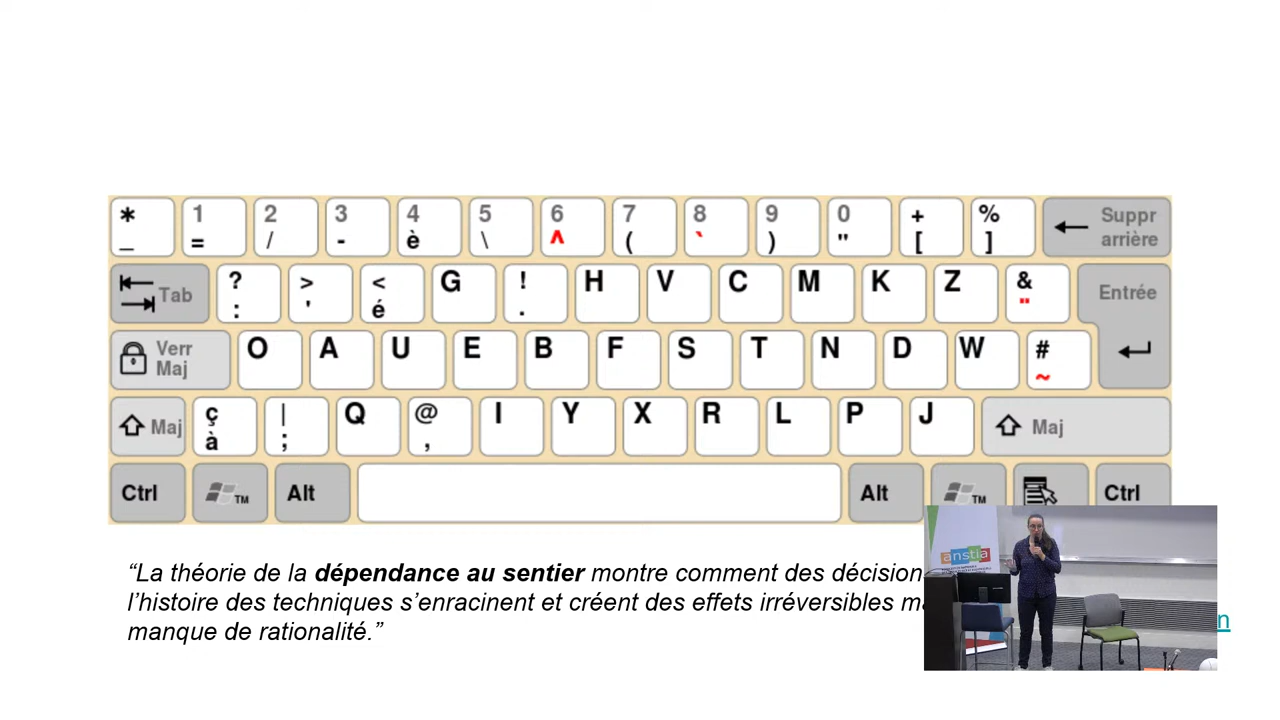 * 1 2 3 4 5 6 7 8 9 0 + % Suppr
_ = / - è \ ^ ( ` ) " [ ] arrière
Tab ? > < G ! H V C M K Z & Entrée
: ' é . "
Verr O A U E B F S T N D W #
Maj ~
Maj ç | Q @ I Y X R L P J Maj
à ; ,
Ctrl TM Alt Alt TM Ctrl
“La théorie de la dépendance au sentier montre comment des décision
l’histoire des techniques s’enracinent et créent des effets irréversibles
manque de rationalité.”
anstia
n